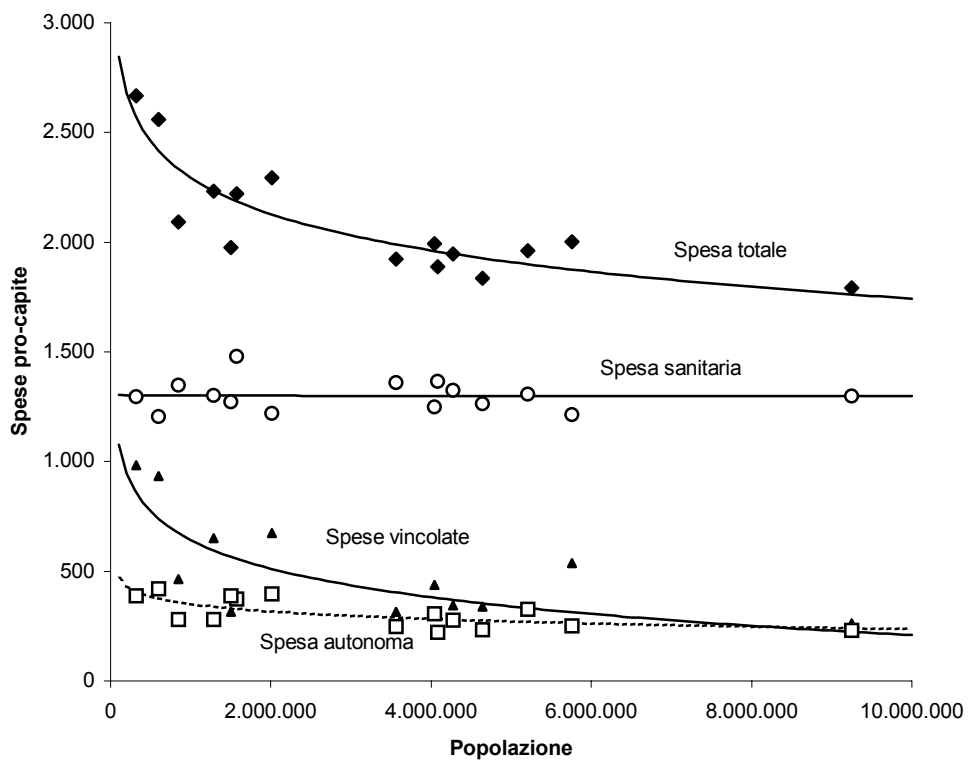 3.000
2.500
2.000
1.500
1.000
500
0
Spese pro-capite
Spesa totale
Spesa sanitaria
Spese vincolate
Spesa autonoma
0
2.000.000
4.000.000
6.000.000
8.000.000
10.000.000
Popolazione